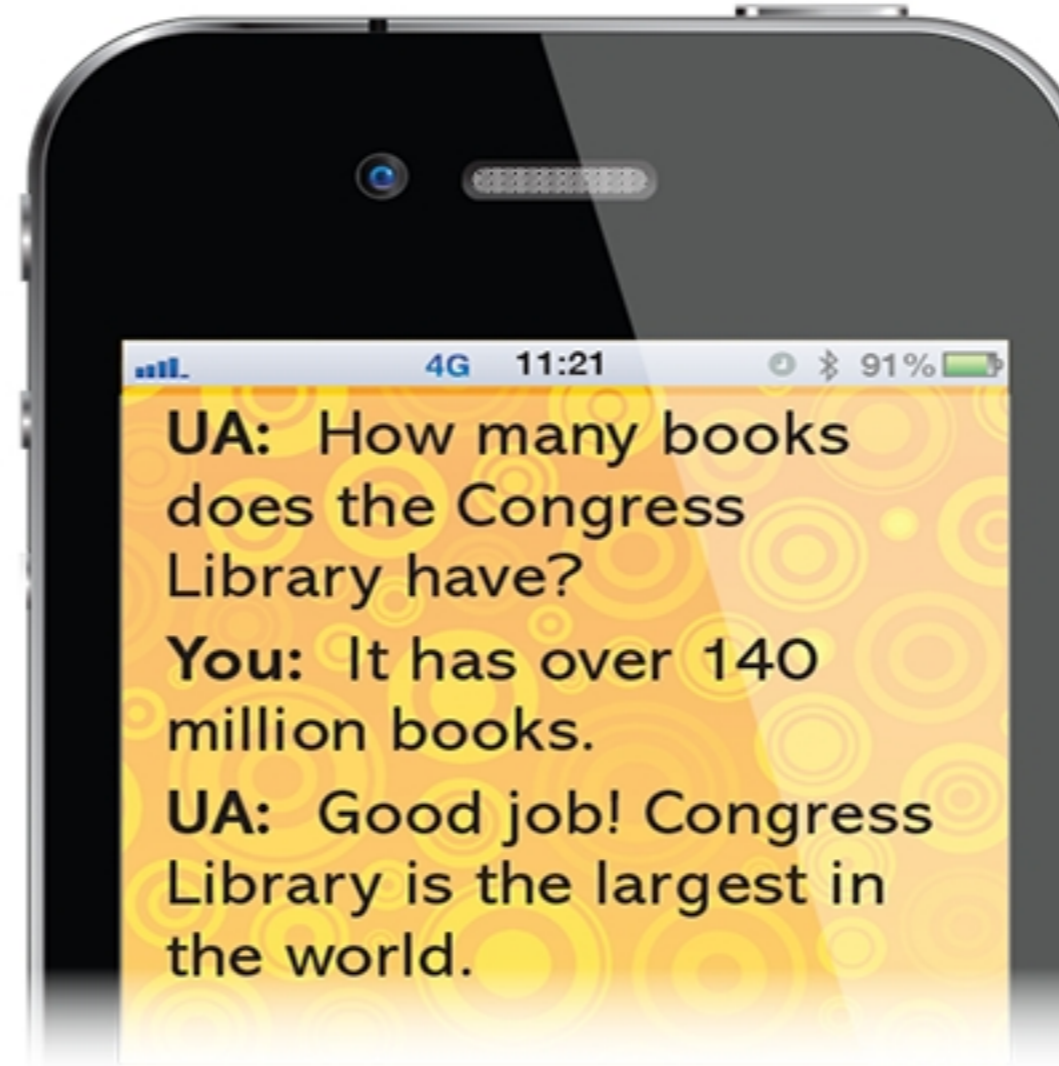 4G 11:21 91%
UA: How many books
does the Congress
Library have?
You: It has over 140
million books.
UA: Good job! Congress
Library is the largest in
the world.